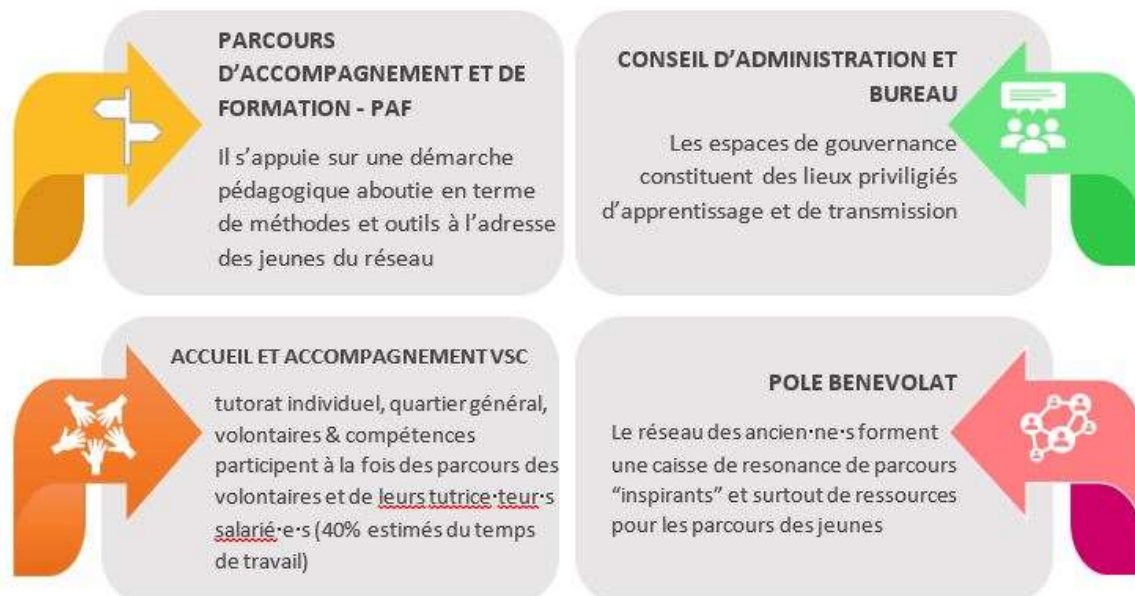 PARCOURS
D’ACCOMPAGNEMENT ET DE
FORMATION - PAF
Il s’appuie sur une démarche
pédagogique aboutie en terme
de méthodes et outils à l’adresse
des jeunes du réseau
CONSEIL D’ADMINISTRATION ET
BUREAU
Les espaces de gouvernance
constituent des lieux priviligiés
d’apprentissage et de transmission
ACCUEIL ET ACCOMPAGNEMENT VSC
tutorat individuel, quartier général,
volontaires & compétences
participent à la fois des parcours des
volontaires et de leurs tutrice·teur·s
salarié·e·s (40% estimés du temps
de travail)
POLE BENEVOLAT
Le réseau des ancien·ne·s forment
une caisse de resonance de parcours
“inspirants” et surtout de ressources
pour les parcours des jeunes